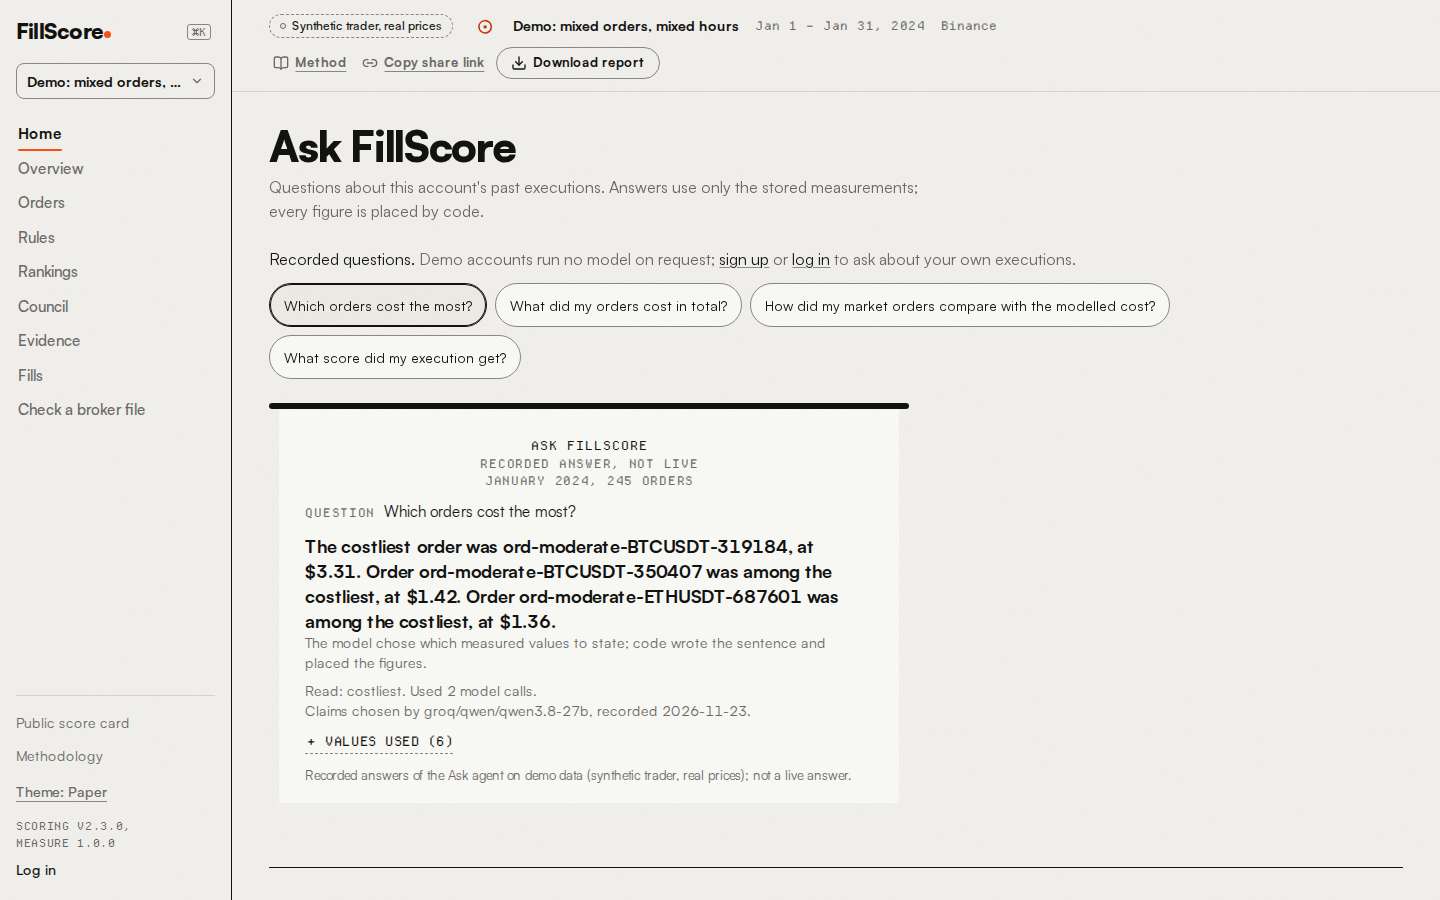 FillScore
⌘K
Demo: mixed orders, ...
Home
Overview
Orders
Rules
Rankings
Council
Evidence
Fills
Check a broker file
Public score card
Methodology
Theme: Paper
SCORING V2.3.0,
MEASURE 1.0.0
Log in
Synthetic trader, real prices
Demo: mixed orders, mixed hours
Jan 1 – Jan 31, 2024
Binance
Method
Copy share link
Download report
Ask FillScore
Questions about this account's past executions. Answers use only the stored measurements;
every figure is placed by code.
Recorded questions. Demo accounts run no model on request; sign up or log in to ask about your own executions.
Which orders cost the most?
What did my orders cost in total?
How did my market orders compare with the modelled cost?
What score did my execution get?
ASK FILLSCORE
RECORDED ANSWER, NOT LIVE
JANUARY 2024, 245 ORDERS
QUESTION Which orders cost the most?
The costliest order was ord-moderate-BTCUSDT-319184, at
$3.31. Order ord-moderate-BTCUSDT-350407 was among the
costliest, at $1.42. Order ord-moderate-ETHUSDT-687601 was
among the costliest, at $1.36.
The model chose which measured values to state; code wrote the sentence and
placed the figures.
Read: costliest. Used 2 model calls.
Claims chosen by groq/qwen/qwen3.8-27b, recorded 2026-11-23.
+ VALUES USED (6)
Recorded answers of the Ask agent on demo data (synthetic trader, real prices); not a live answer.